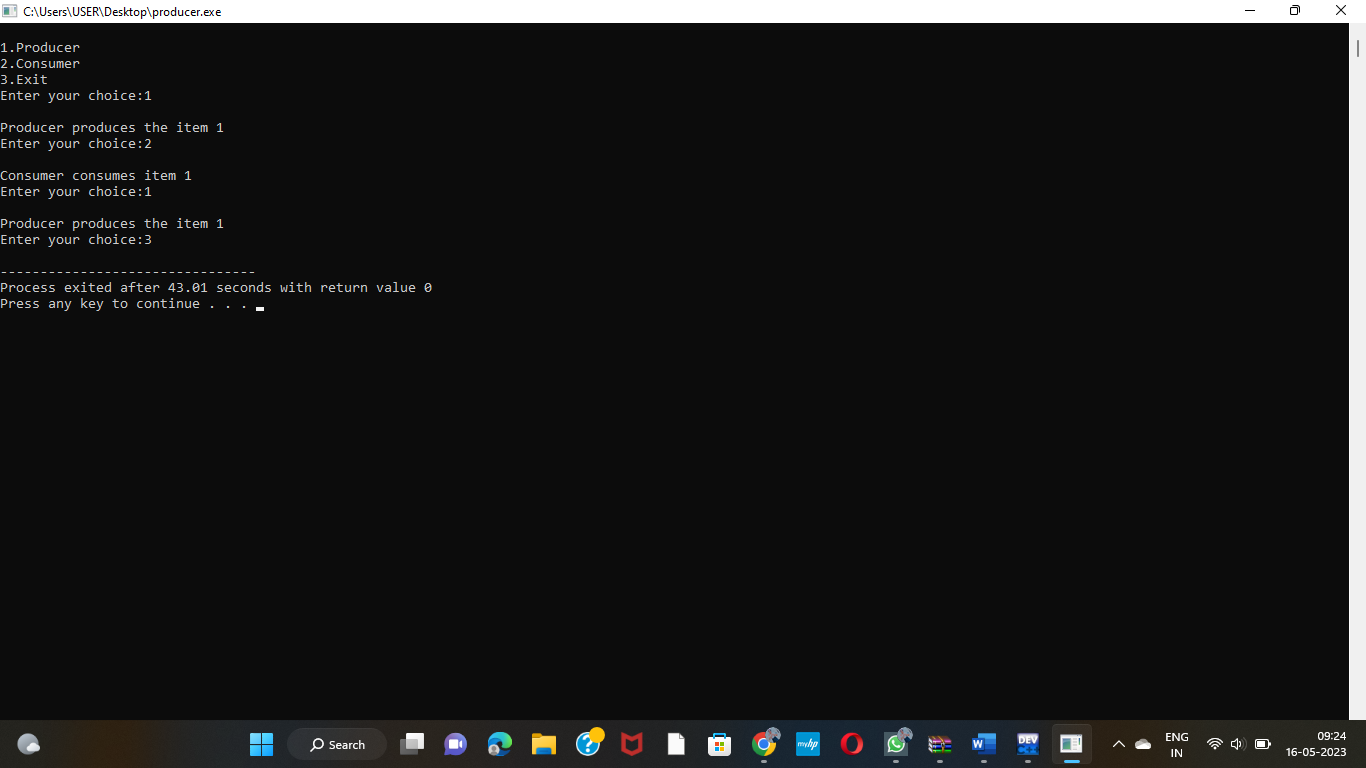 C:\Users\USER\Desktop\producer.exe
1.Producer
2.Consumer
3.Exit
Enter your choice:1
Producer produces the item 1
Enter your choice:2
Consumer consumes item 1
Enter your choice:1
Producer produces the item 1
Enter your choice:3
--------------------------------
Process exited after 43.01 seconds with return value 0
Press any key to continue . . .
Search
myhp
W
DEV
ENG
IN
09:24
16-05-2023